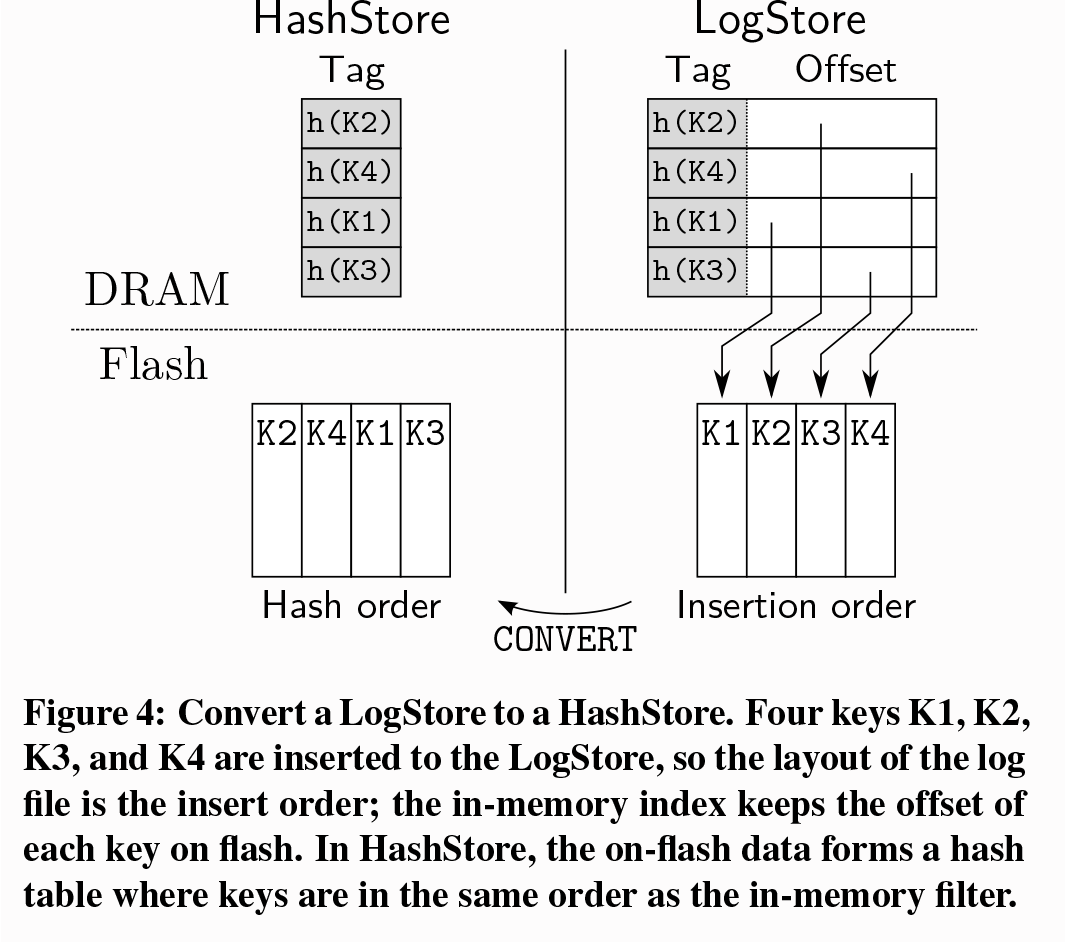 HashStore
LogStore
Tag
Tag
Offset
h(K2)
h(K4)
h(K1)
h(K3)
h(K2)
h(K4)
h(K1)
h(K3)
DRAM
Flash
K2 K4 K1 K3
K1 K2 K3 K4
Hash order
Insertion order
CONVERT
Figure 4: Convert a LogStore to a HashStore. Four keys K1, K2,
K3, and K4 are inserted to the LogStore, so the layout of the log
file is the insert order; the in-memory index keeps the offset of
each key on flash. In HashStore, the on-flash data forms a hash
table where keys are in the same order as the in-memory filter.